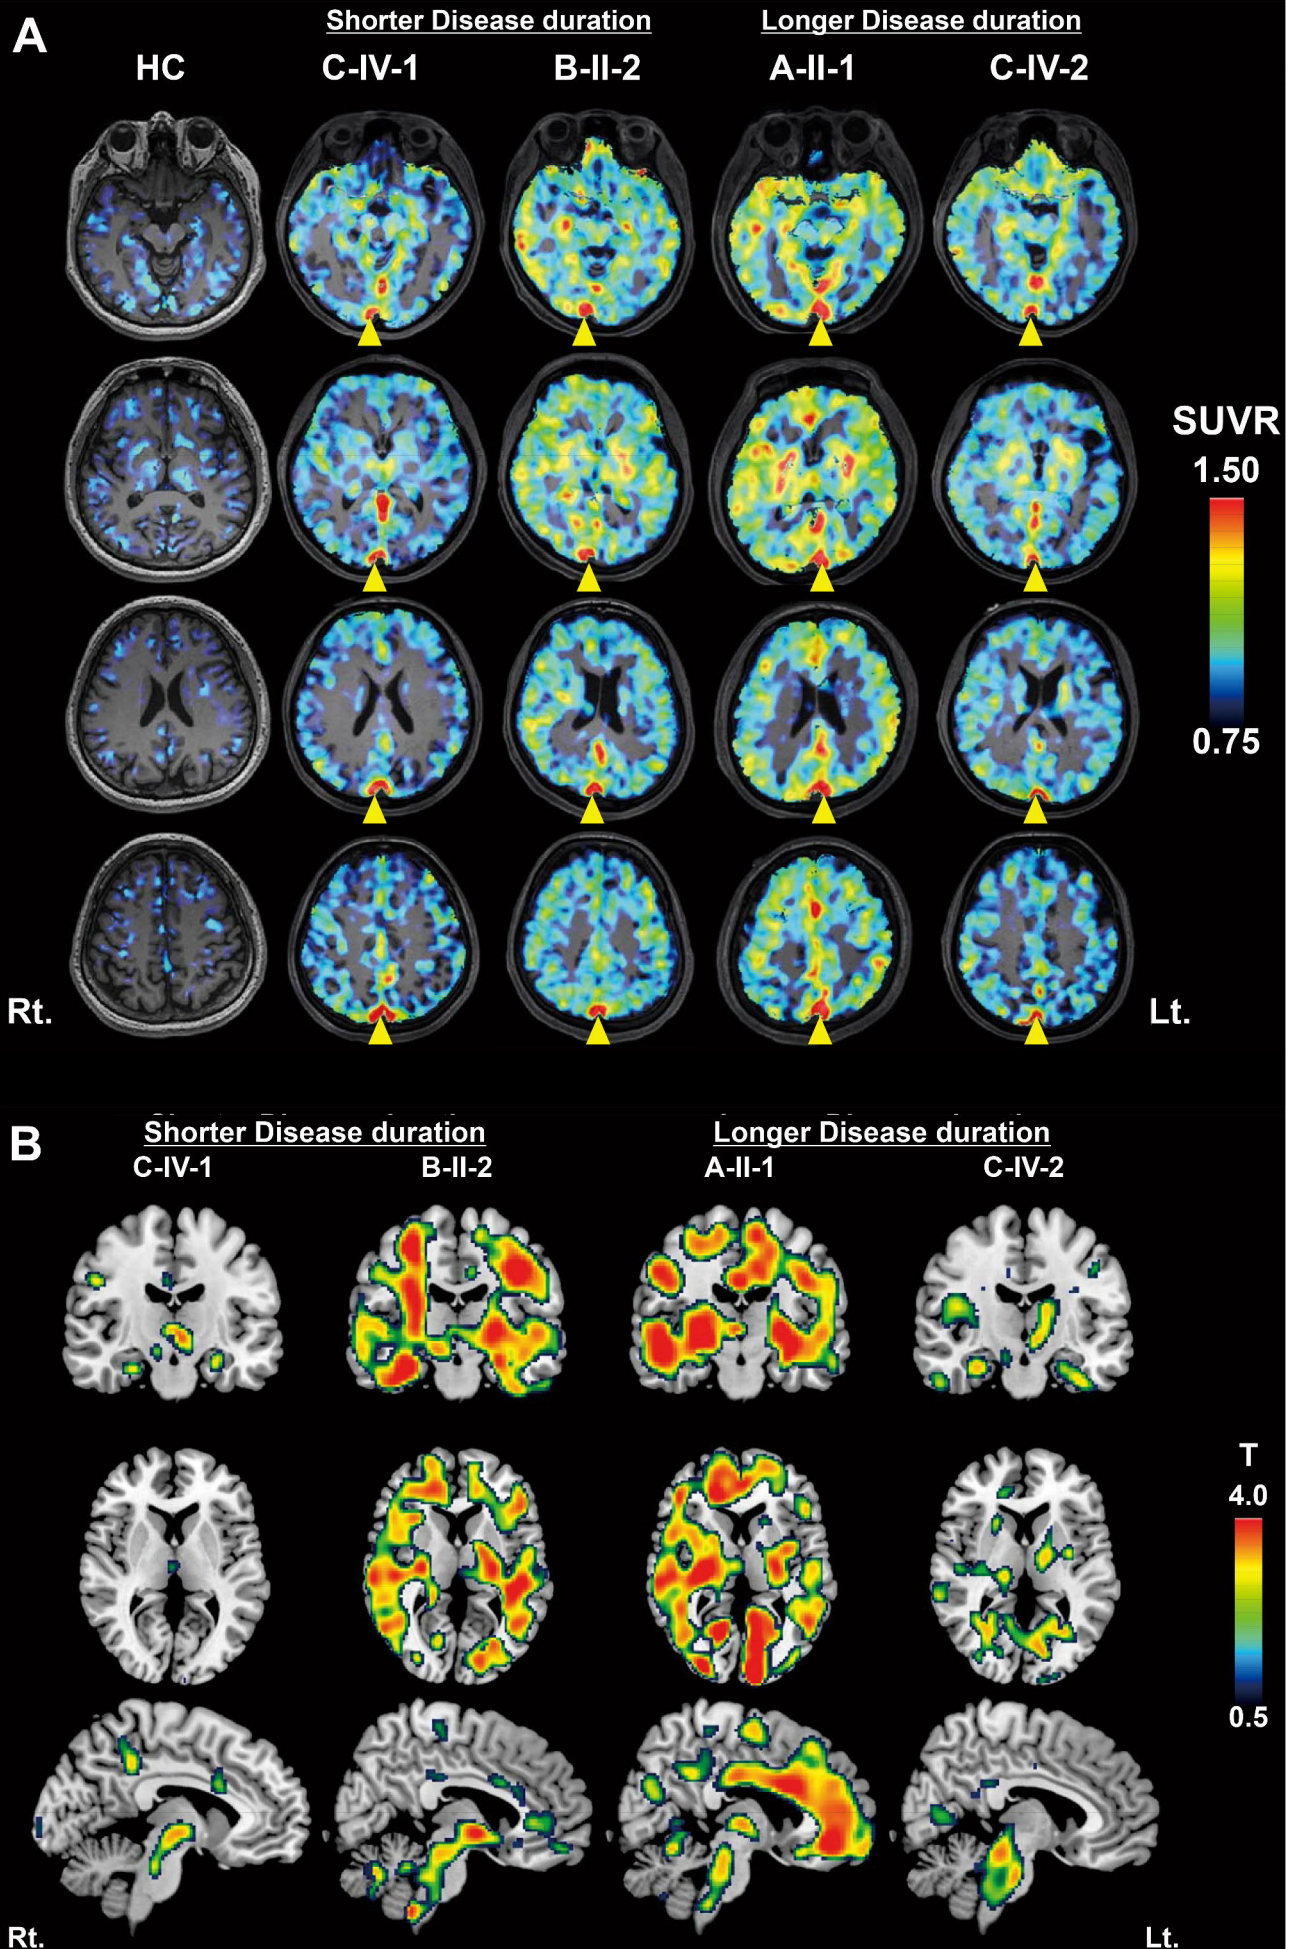 A
Shorter Disease duration
Longer Disease duration
HC
C-IV-1
B-II-2
A-II-1
C-IV-2
SUVR
1.50
0.75
Rt.
Lt.
B
Shorter Disease duration
Longer Disease duration
C-IV-1
B-II-2
A-II-1
C-IV-2
T
4.0
0.5
Rt.
Lt.